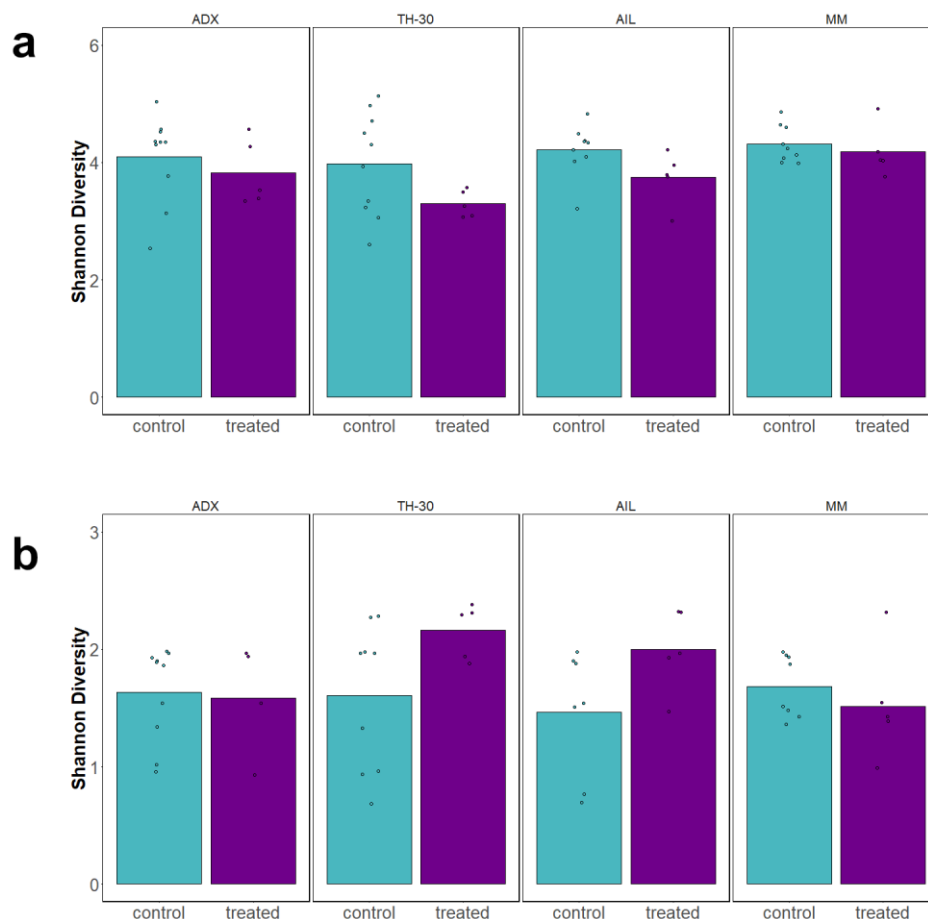 a
ADX TH-30 AIL MM
6
4
2
0
Shannon Diversity
control treated control treated control treated control treated
b
ADX TH-30 AIL MM
3
2
1
0
Shannon Diversity
control treated control treated control treated control treated